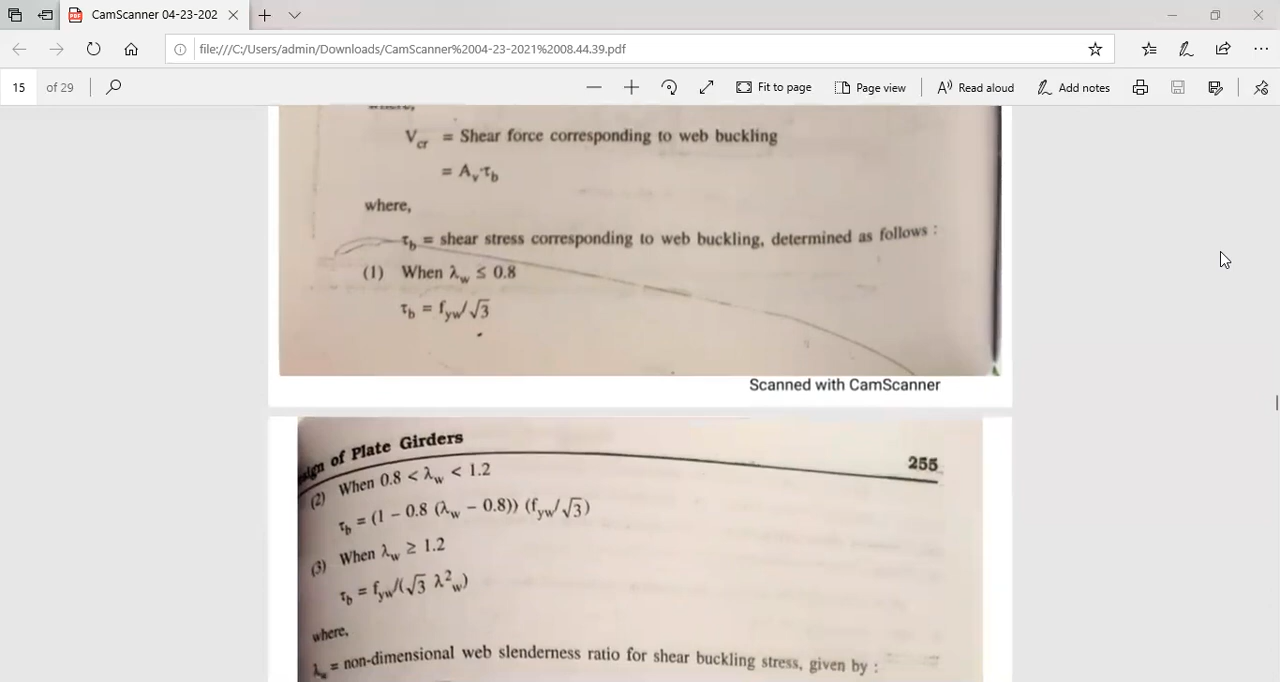 CamScanner 04-23-202
file:///C:/Users/admin/Downloads/CamScanner%2004-23-2021%2008.44.39.pdf
15 of 29 Fit to page Page view Read aloud Add notes
V_cr = Shear force corresponding to web buckling
= A_v·τ_b
where,
τ_b = shear stress corresponding to web buckling, determined as follows :
(1) When λ_w ≤ 0.8
τ_b = f_yw/√3
Scanned with CamScanner
of Plate Girders
255
(2) When 0.8 < λ_w < 1.2
τ_b = (1 – 0.8 (λ_w – 0.8)) (f_yw/√3)
(3) When λ_w ≥ 1.2
τ_b = f_yw/(√3 λ²_w)
where,
λ_w = non-dimensional web slenderness ratio for shear buckling stress, given by :